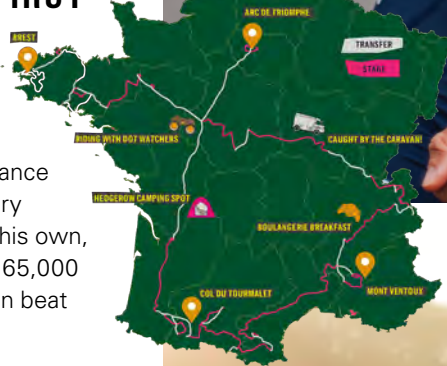 ARC DE TRIOMPHE
BREST
TRANSFER
STAGE
RIDING WITH DOT WATCHERS
CAUGHT BY THE CARAVAN!
ance
HEDGEROW CAMPING SPOT
ry
BOULANGERIE BREAKFAST
his own,
65,000
COL DU TOURMALET
MONT VENTOUX
n beat